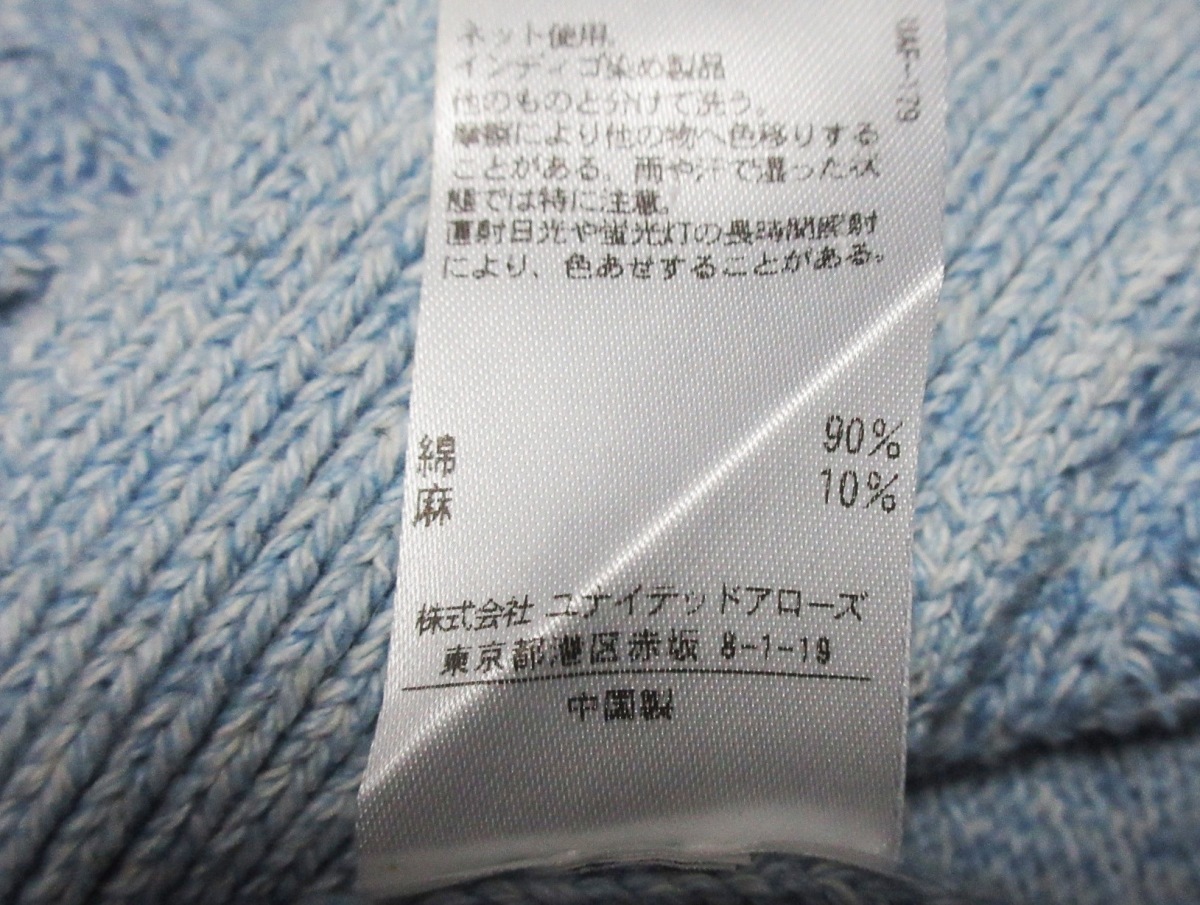 ネット使用。
インディゴ染め製品
他のものと分けて洗う。
摩擦により他の物へ色移りする
ことがある。雨や汗で湿った状
態では特に注意。
直射日光や蛍光灯の長時間照射
により、色あせすることがある。
綿 90%
麻 10%
株式会社 ユナイテッドアローズ
東京都港区赤坂 8-1-19
中国製